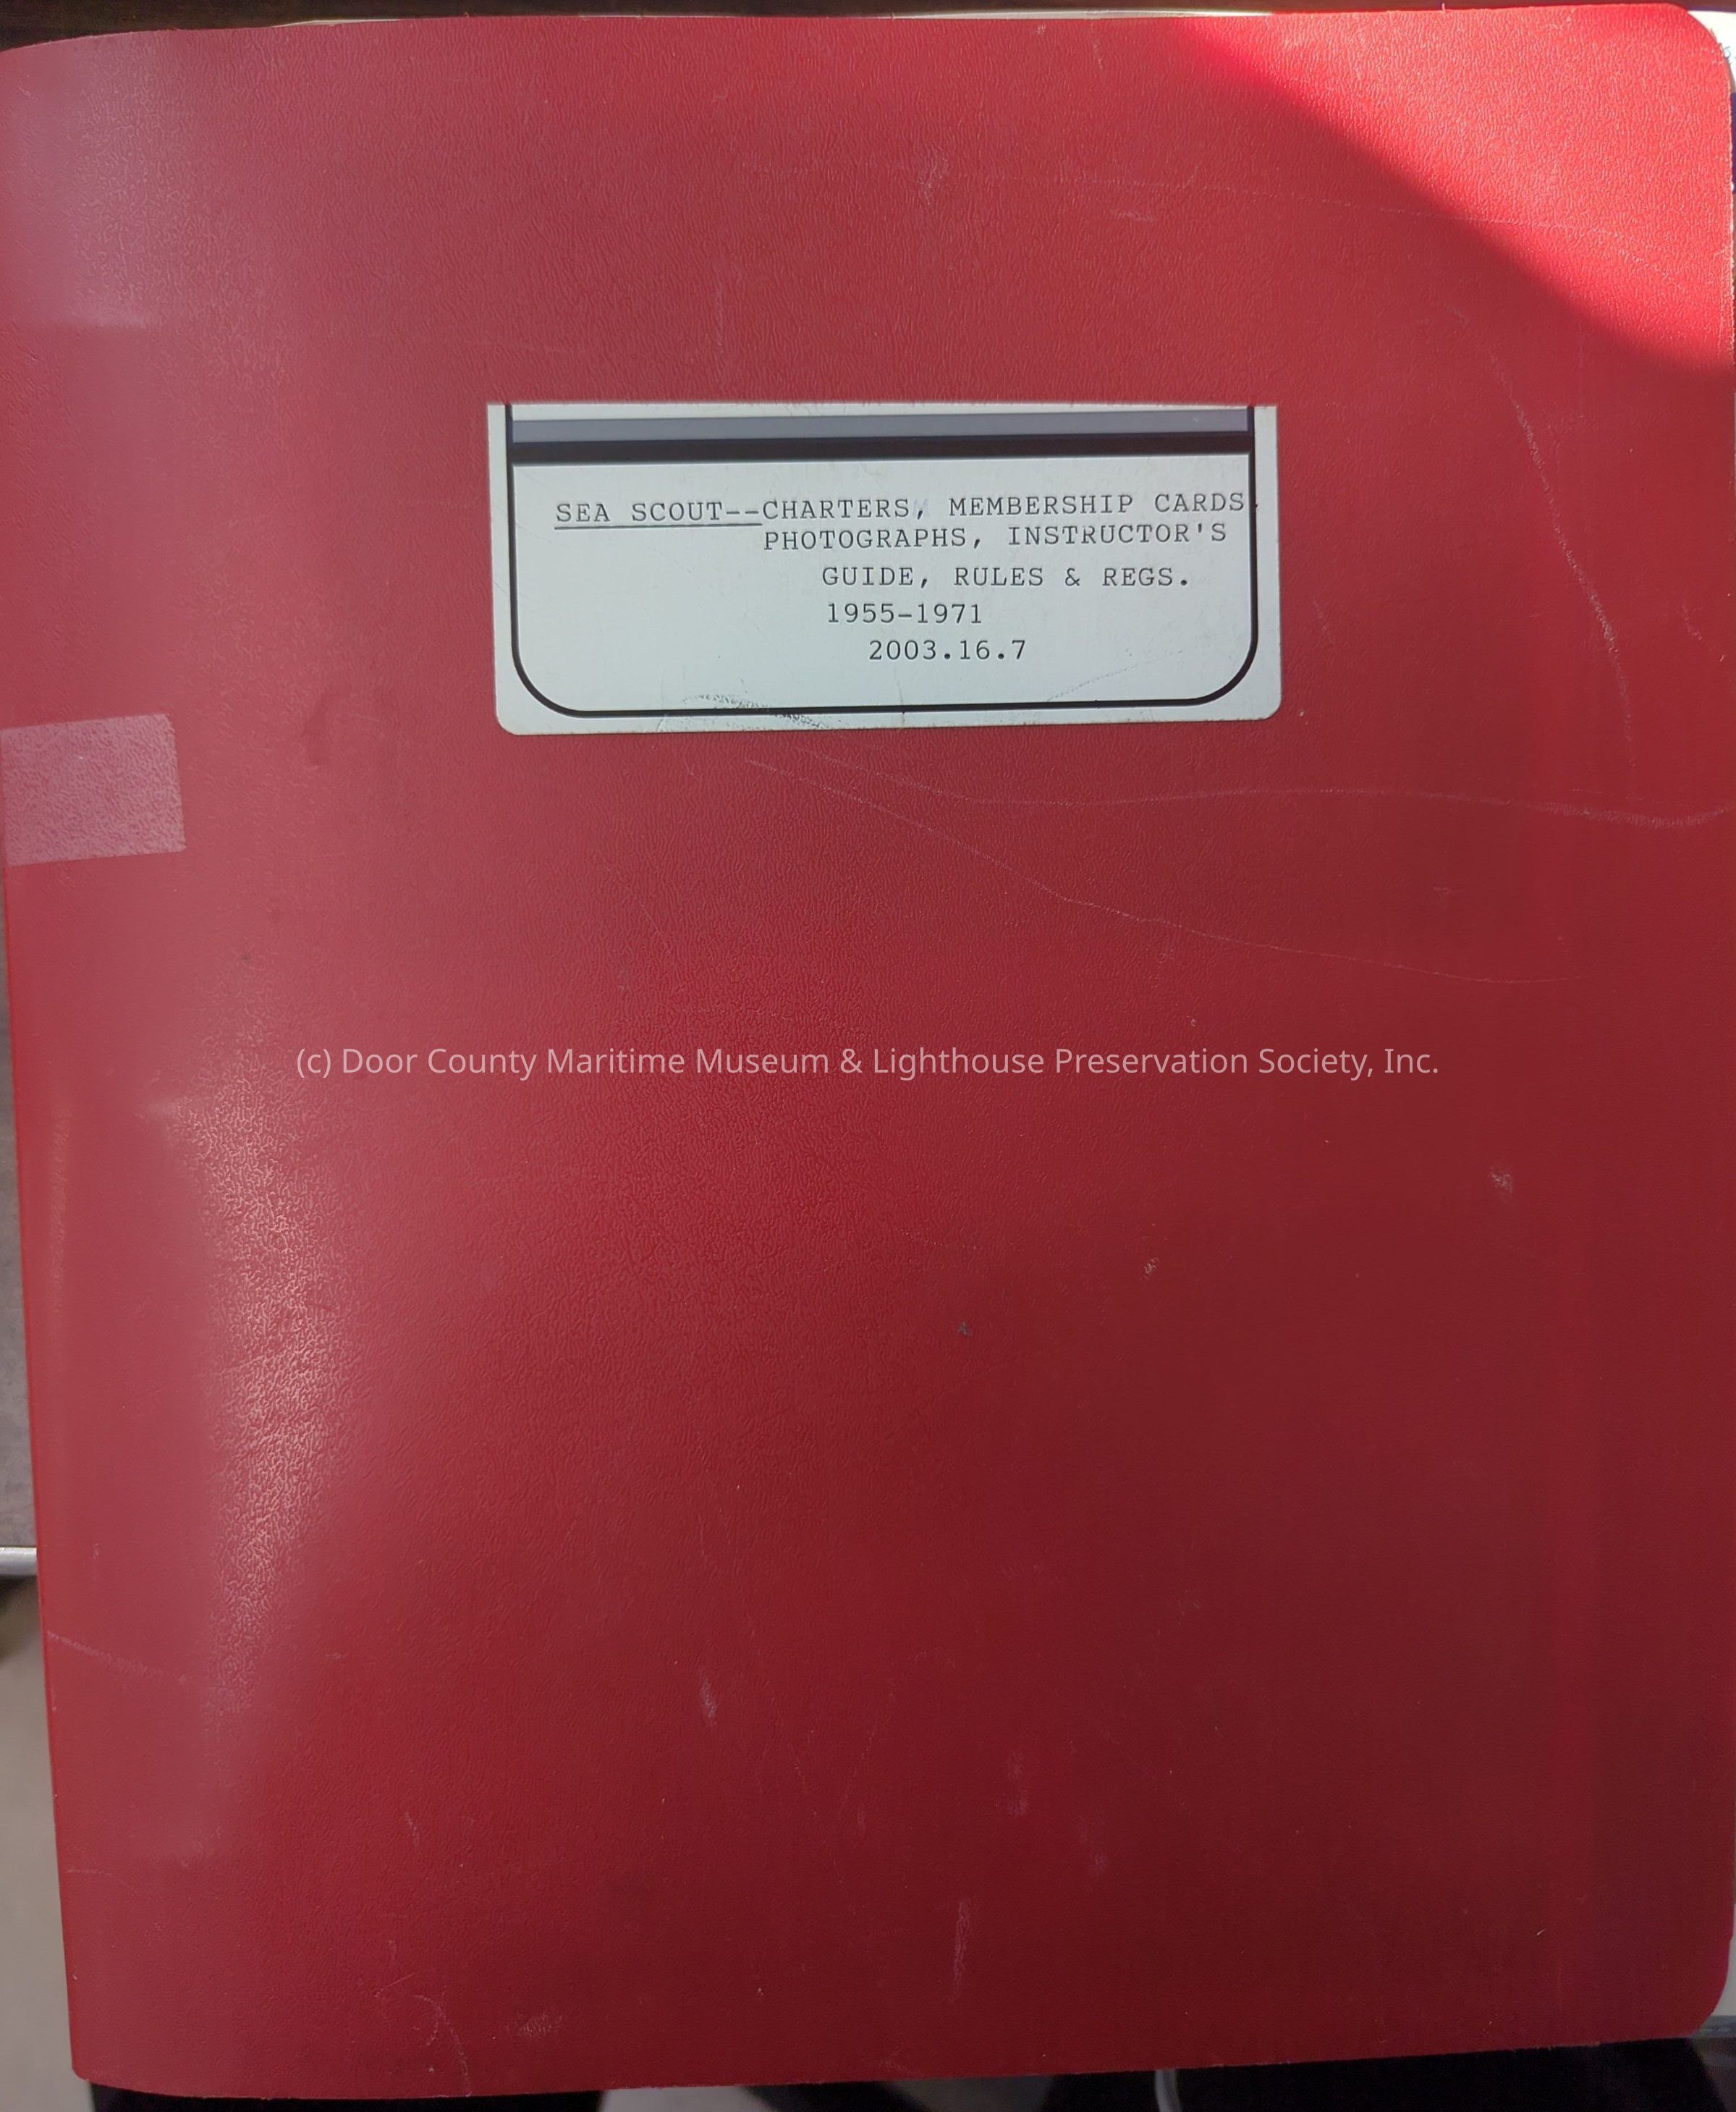 SEA SCOUT--CHARTERS, MEMBERSHIP CARDS,
PHOTOGRAPHS, INSTRUCTOR'S
GUIDE, RULES & REGS.
1955-1971
2003.16.7
(c) Door County Maritime Museum & Lighthouse Preservation Society, Inc.